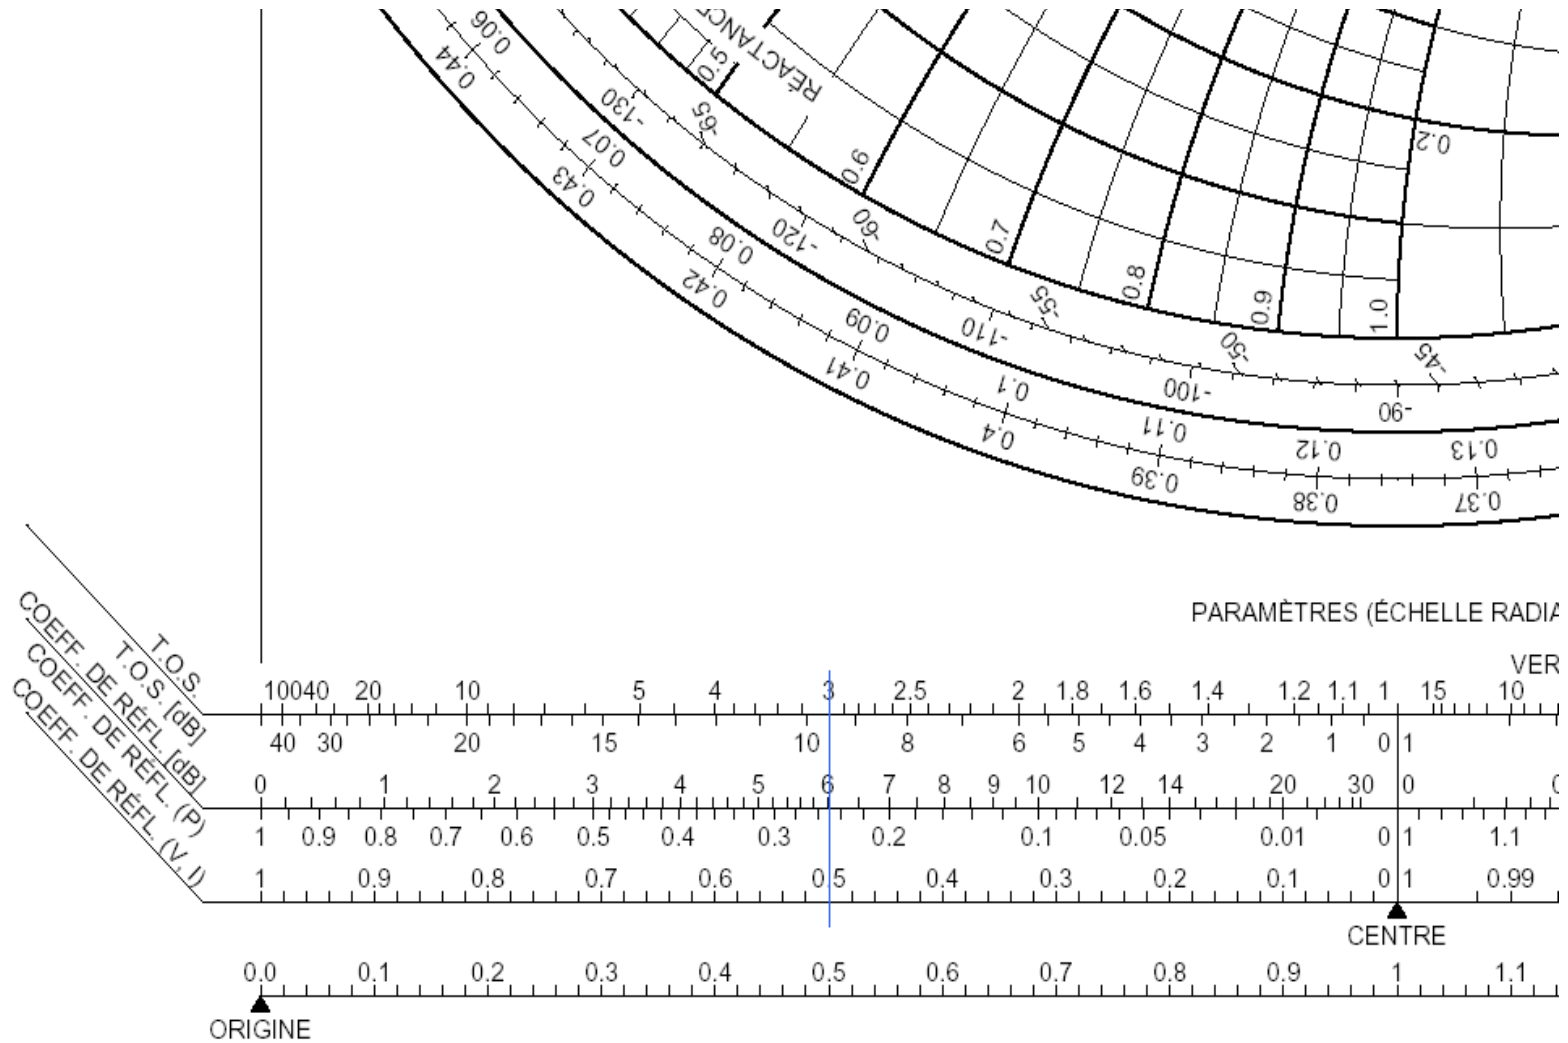 0.06
0.44
RÉACTANC
0.5
-65
-130
0.07
0.43
0.6
-60
-120
0.08
0.42
0.7
-55
-110
0.09
0.41
0.8
-50
-100
0.1
0.4
0.9
1.0
0.2
-45
-90
0.11
0.39
0.12
0.38
0.13
0.37
PARAMÈTRES (ÉCHELLE RADIA
VER
T.O.S.
T.O.S. [dB]
COEFF. DE RÉFL. [dB]
COEFF. DE RÉFL. (P)
COEFF. DE RÉFL. (V, I)
100 40 20 10 5 4 3 2.5 2 1.8 1.6 1.4 1.2 1.1 1 15 10
40 30 20 15 10 8 6 5 4 3 2 1 0 1
0 1 2 3 4 5 6 7 8 9 10 12 14 20 30 0 0
1 0.9 0.8 0.7 0.6 0.5 0.4 0.3 0.2 0.1 0.05 0.01 0 1 1.1
1 0.9 0.8 0.7 0.6 0.5 0.4 0.3 0.2 0.1 0 1 0.99
CENTRE
0.0 0.1 0.2 0.3 0.4 0.5 0.6 0.7 0.8 0.9 1 1.1
ORIGINE